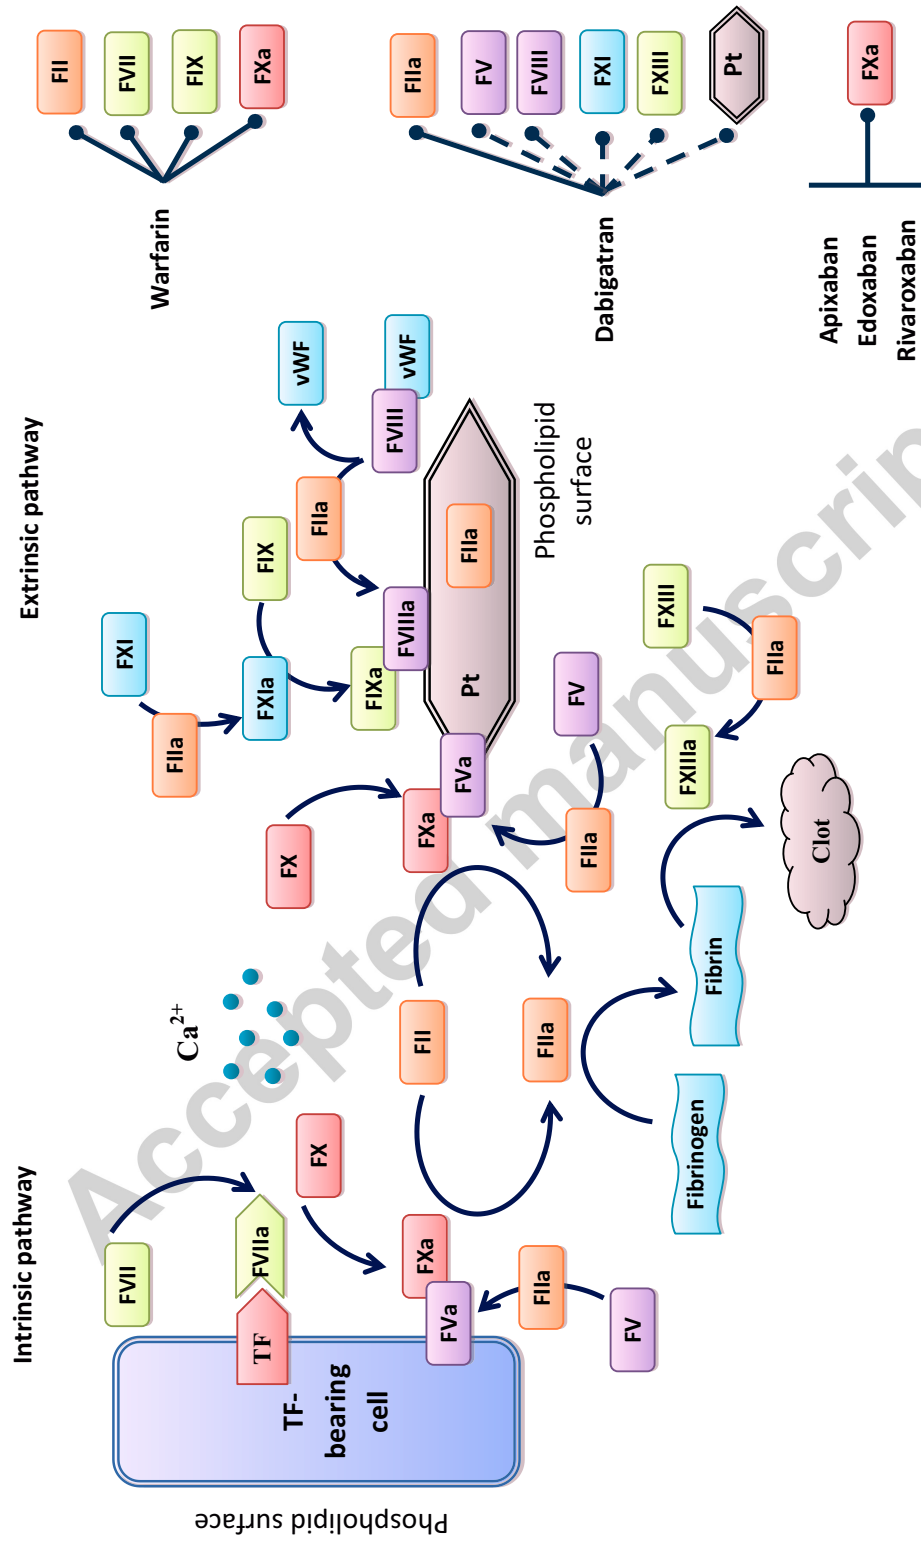 Intrinsic pathway
Extrinsic pathway
Phospholipid surface
TF-
bearing
cell
TF
FVII
FVIIa
FX
FXa
FVa
FIIa
FV
Ca2+
FII
FIIa
Fibrinogen
Fibrin
Clot
FX
FXa
FVa
FIIa
FV
FXI
FIIa
FXIa
FIX
FIXa
FVIIIa
FIIa
FVIII
vWF
vWF
Pt
FIIa
Phospholipid
surface
FXIII
FIIa
FXIIIa
Warfarin
FII
FVII
FIX
FXa
Dabigatran
FIIa
FV
FVIII
FXI
FXIII
Pt
Apixaban
Edoxaban
Rivaroxaban
FXa
Accepted manuscrip